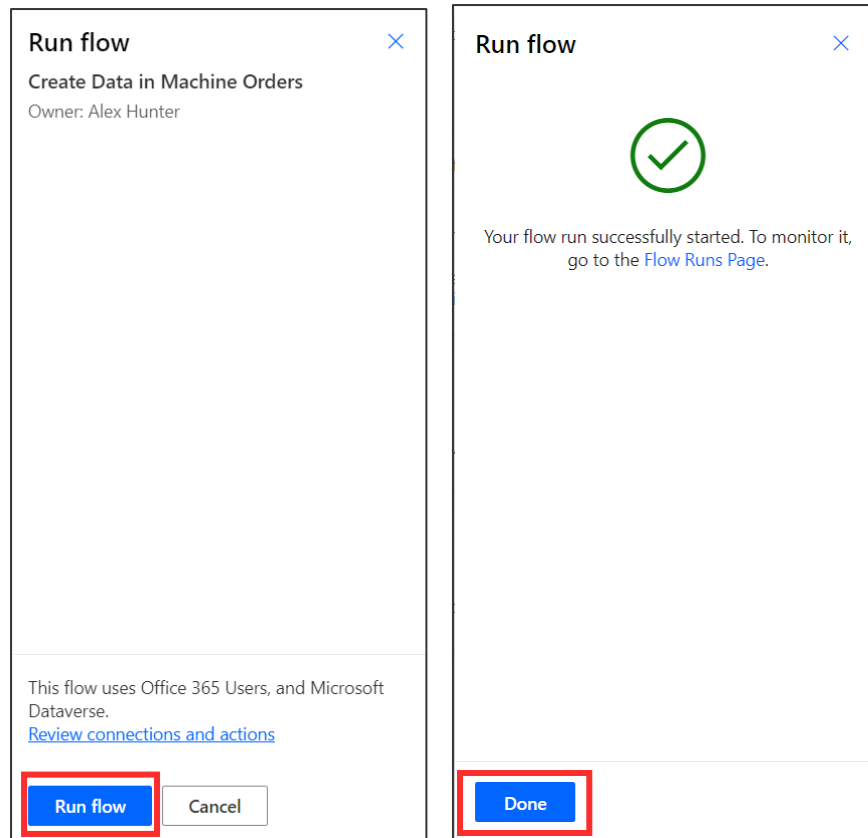 Run flow
Create Data in Machine Orders
Owner: Alex Hunter
This flow uses Office 365 Users, and Microsoft
Dataverse.
Review connections and actions
Run flow
Cancel
Run flow
Your flow run successfully started. To monitor it,
go to the Flow Runs Page.
Done